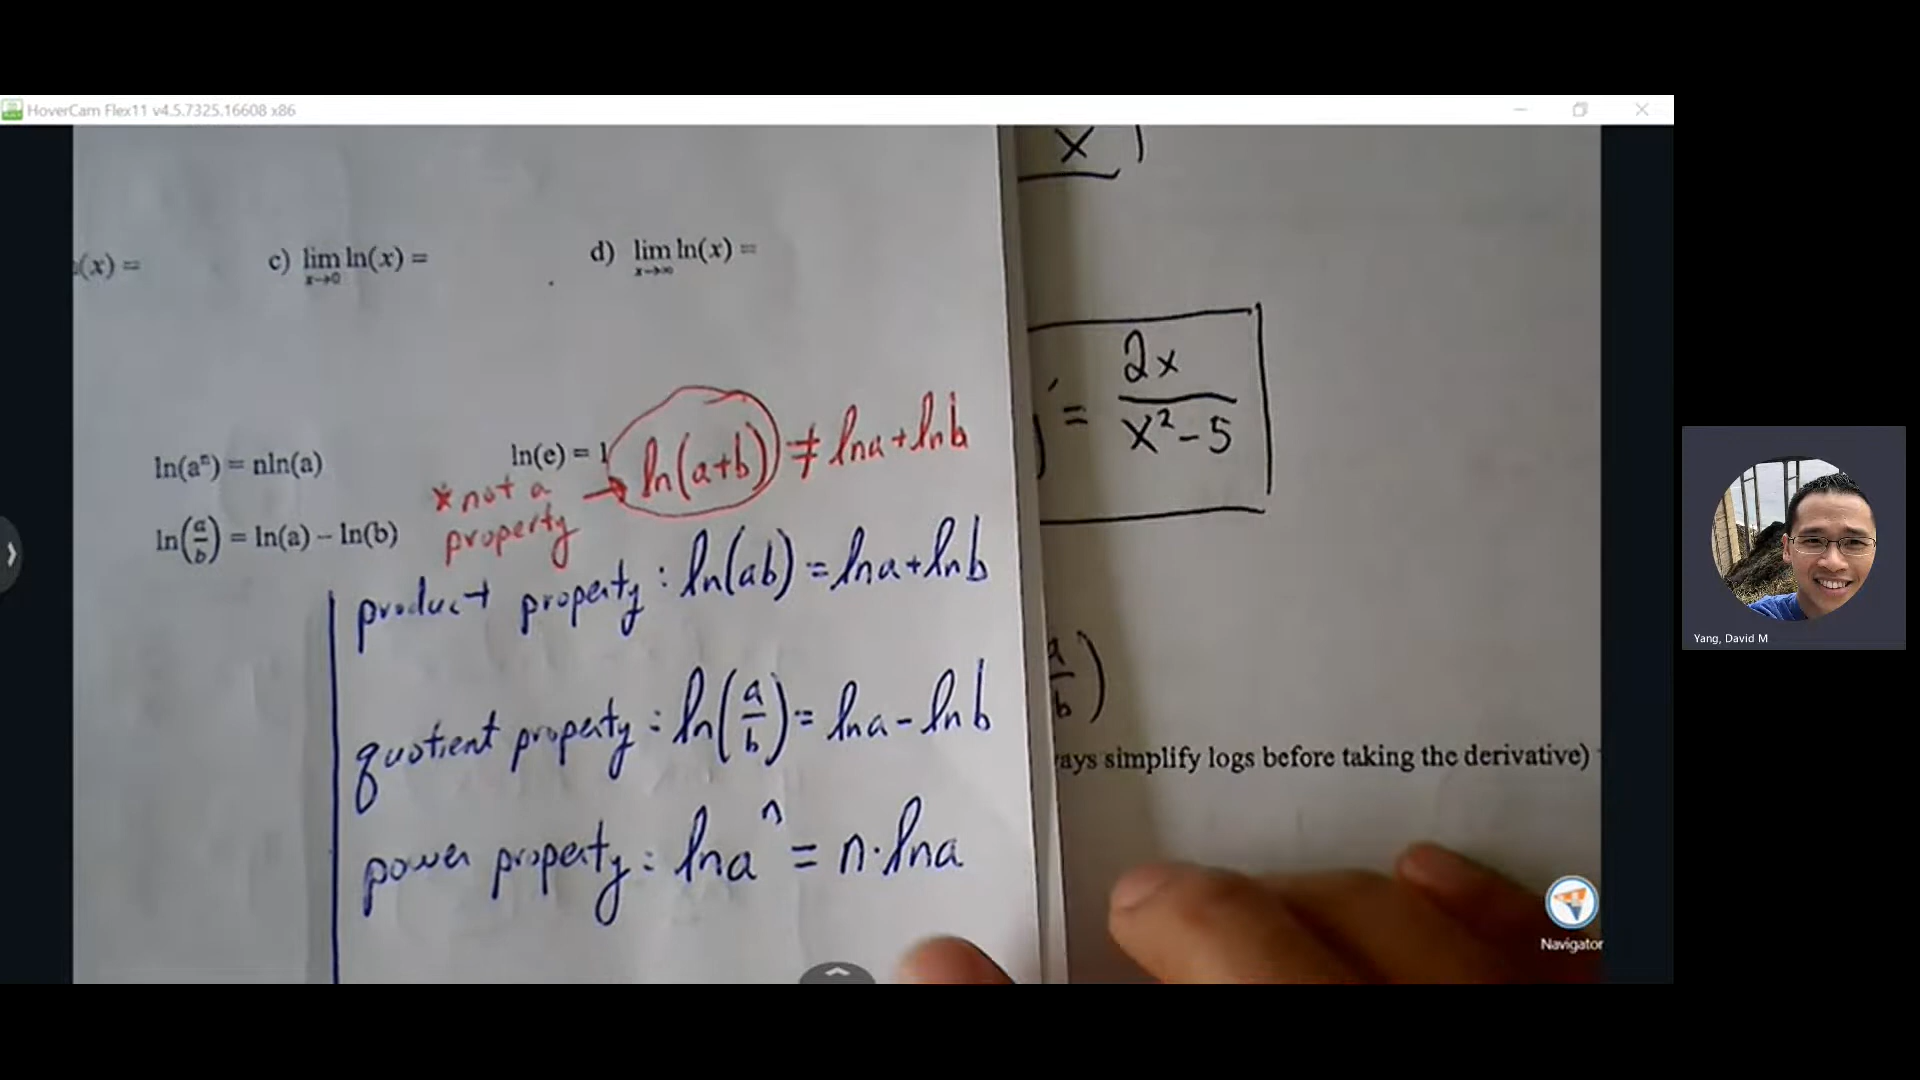 HoverCam Flex11 v4.5.7325.16608 x86
(x) =
c) lim ln(x) =
x→0
d) lim ln(x) =
x→∞
ln(aⁿ) = nln(a)
ln(e) = 1
ln(a+b) ≠ lna+lnb
* not a → 
property
ln(a/b) = ln(a) − ln(b)
product property : ln(ab) = lna+lnb
quotient property : ln(a/b) = lna - lnb
power property : lnaⁿ = n·lna
x )
y' = 2x
x² - 5
a
b )
ays simplify logs before taking the derivative)
Navigator
Yang, David M